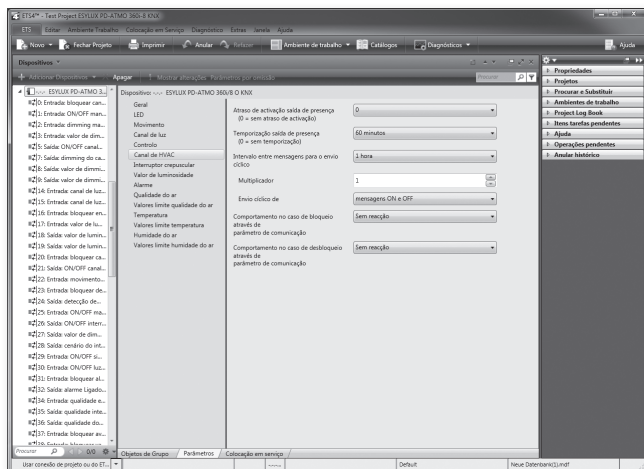 ETS4™ - Test Project ESYLUX PD-ATMO 360i-8 KNX
ETS Editar Ambiente Trabalho Colocação em Serviço Diagnóstico Extras Janela Ajuda
Novo Fechar Projeto Imprimir Anular Refazer Ambiente de trabalho Catálogos Diagnósticos Ajuda
Dispositivos
Adicionar Dispositivos Apagar Mostrar alterações Parâmetros por omissão Procurar
ESYLUX PD-ATMO 3...
0: Entrada: bloquear can...
1: Entrada: ON/OFF man...
2: Entrada: dimming ma...
3: Entrada: valor de dim...
5: Saída: ON/OFF canal...
7: Saída: dimming do ca...
8: Saída: valor de dimmi...
9: Saída: valor de dimmi...
14: Entrada: canal de luz...
15: Entrada: canal de luz...
16: Entrada: bloquear en...
17: Entrada: valor de lu...
18: Saída: valor de lumin...
19: Saída: valor de lumin...
20: Entrada: bloquear ca...
21: Saída: ON/OFF canal...
22: Entrada: movimento...
23: Entrada: bloquear de...
24: Saída: detecção de...
25: Entrada: ON/OFF ma...
26: Saída: ON/OFF interr...
27: Saída: valor de dim...
28: Saída: cenário do int...
29: Entrada: ON/OFF si...
30: Entrada: ON/OFF luz...
31: Entrada: bloquear al...
32: Saída: alarme Ligado...
34: Entrada: qualidade e...
35: Saída: qualidade inte...
36: Saída: qualidade do...
37: Entrada: bloquear av...
Procurar 0/0
Dispositivo: ESYLUX PD-ATMO 360i/8 O KNX
Geral
LED
Movimento
Canal de luz
Controlo
Canal de HVAC
Interruptor crepuscular
Valor de luminosidade
Alarme
Qualidade do ar
Valores limite qualidade do ar
Temperatura
Valores limite temperatura
Humidade do ar
Valores limite humidade do ar
Atraso de activação saída de presença 0
(0 = sem atraso de activação)
Temporização saída de presença 60 minutos
(0 = sem temporização)
Intervalo entre mensagens para o envio 1 hora
cíclico
Multiplicador 1
Envio cíclico de mensagens ON e OFF
Comportamento no caso de bloqueio Sem reacção
através de
parâmetro de comunicação
Comportamento no caso de desbloqueio Sem reacção
através de
parâmetro de comunicação
Objetos de Grupo Parâmetros Colocação em serviço
Propriedades
Projetos
Procurar e Substituir
Ambientes de trabalho
Project Log Book
Itens tarefas pendentes
Ajuda
Operações pendentes
Anular histórico
Usar conexão de projeto ou do ET... Default Neue Datenbank(1).mdf